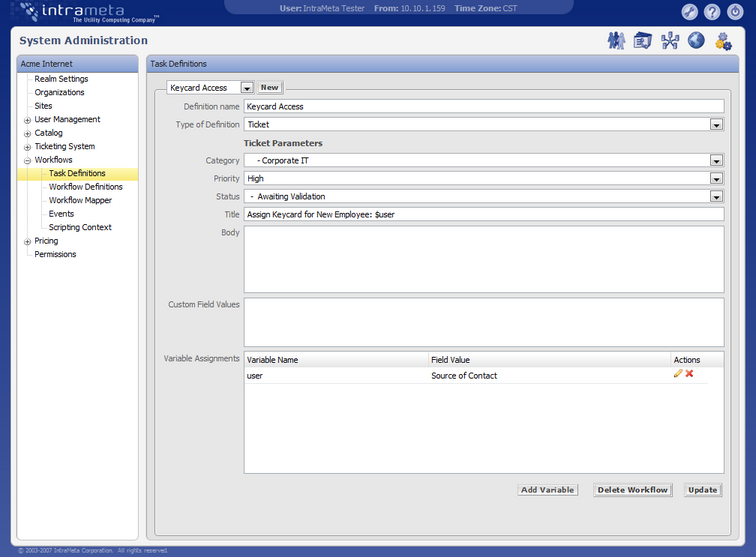 intrameta
The Utility Computing Company™
User: IntraMeta Tester From: 10.10.1.159 Time Zone: CST
System Administration
Acme Internet
Realm Settings
Organizations
Sites
User Management
Catalog
Ticketing System
Workflows
Task Definitions
Workflow Definitions
Workflow Mapper
Events
Scripting Context
Pricing
Permissions
Task Definitions
Keycard Access New
Definition name Keycard Access
Type of Definition Ticket
Ticket Parameters
Category - Corporate IT
Priority High
Status - Awaiting Validation
Title Assign Keycard for New Employee: $user
Body
Custom Field Values
Variable Assignments Variable Name Field Value Actions
user Source of Contact
Add Variable Delete Workflow Update
© 2003-2007 IntraMeta Corporation. All rights reserved.